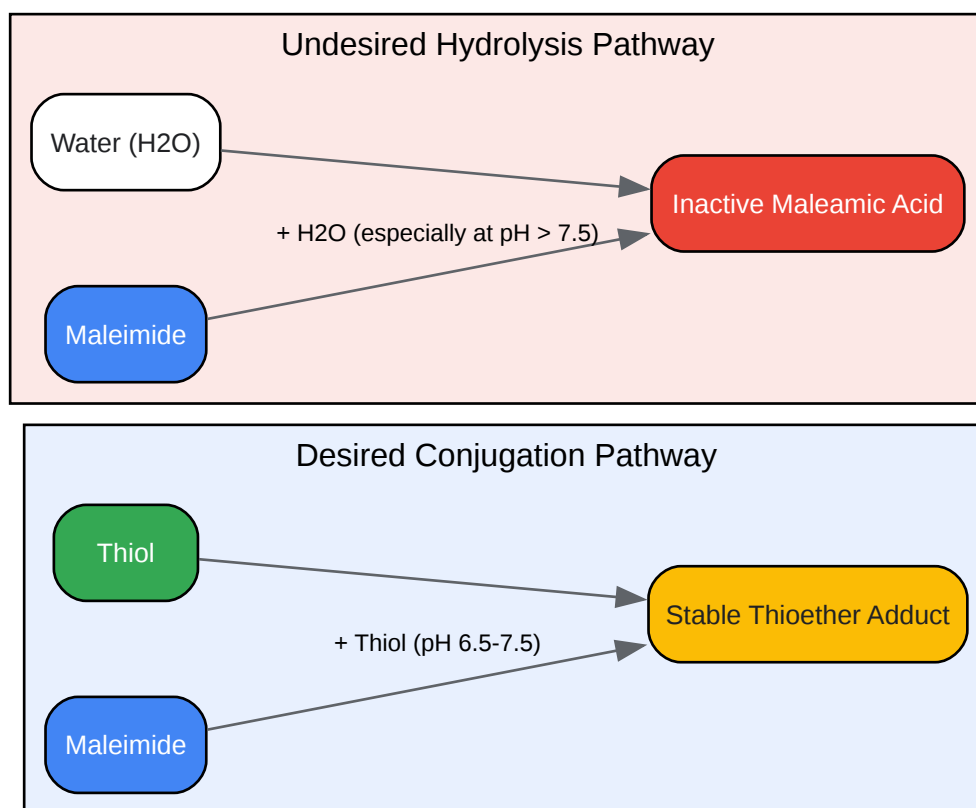 Undesired Hydrolysis Pathway
Water (H2O)
Inactive Maleamic Acid
+ H2O (especially at pH > 7.5)
Maleimide
Desired Conjugation Pathway
Thiol
Stable Thioether Adduct
+ Thiol (pH 6.5-7.5)
Maleimide